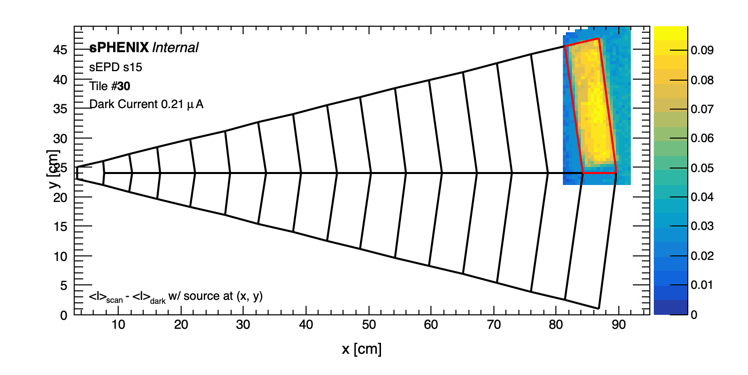 sPHENIX Internal
sEPD s15
Tile #30
Dark Current 0.21 μA
<I>scan - <I>dark w/ source at (x, y)
y [cm]
45
40
35
30
25
20
15
10
5
0
10 20 30 40 50 60 70 80 90
x [cm]
0.09
0.08
0.07
0.06
0.05
0.04
0.03
0.02
0.01
0